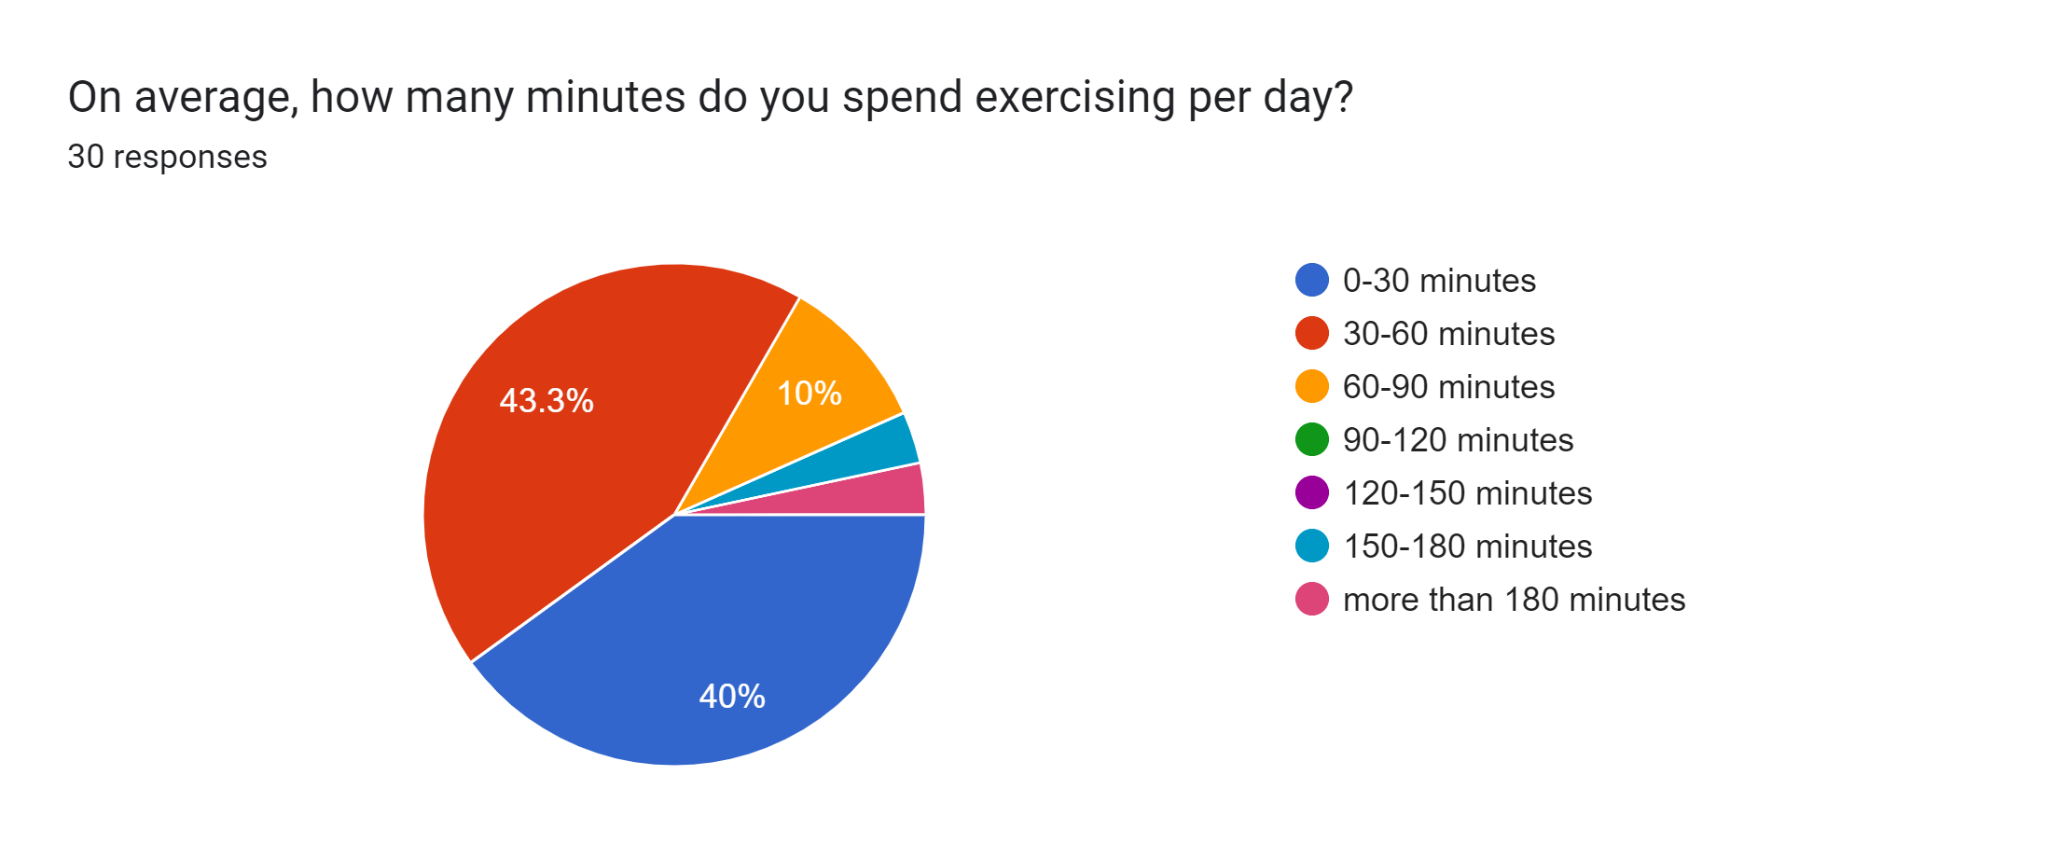 On average, how many minutes do you spend exercising per day?
30 responses
43.3%
10%
40%
0-30 minutes
30-60 minutes
60-90 minutes
90-120 minutes
120-150 minutes
150-180 minutes
more than 180 minutes